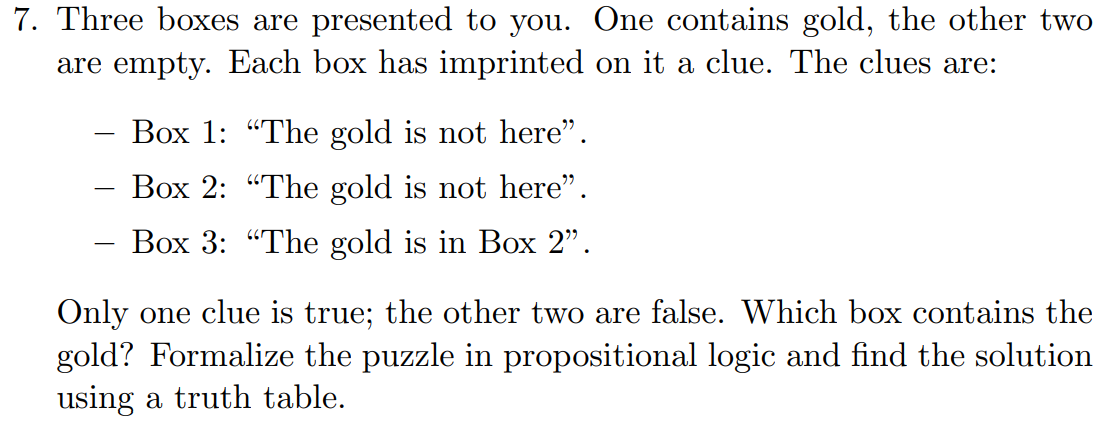 7. Three boxes are presented to you. One contains gold, the other two
are empty. Each box has imprinted on it a clue. The clues are:
– Box 1: “The gold is not here”.
– Box 2: “The gold is not here”.
– Box 3: “The gold is in Box 2”.
Only one clue is true; the other two are false. Which box contains the
gold? Formalize the puzzle in propositional logic and find the solution
using a truth table.